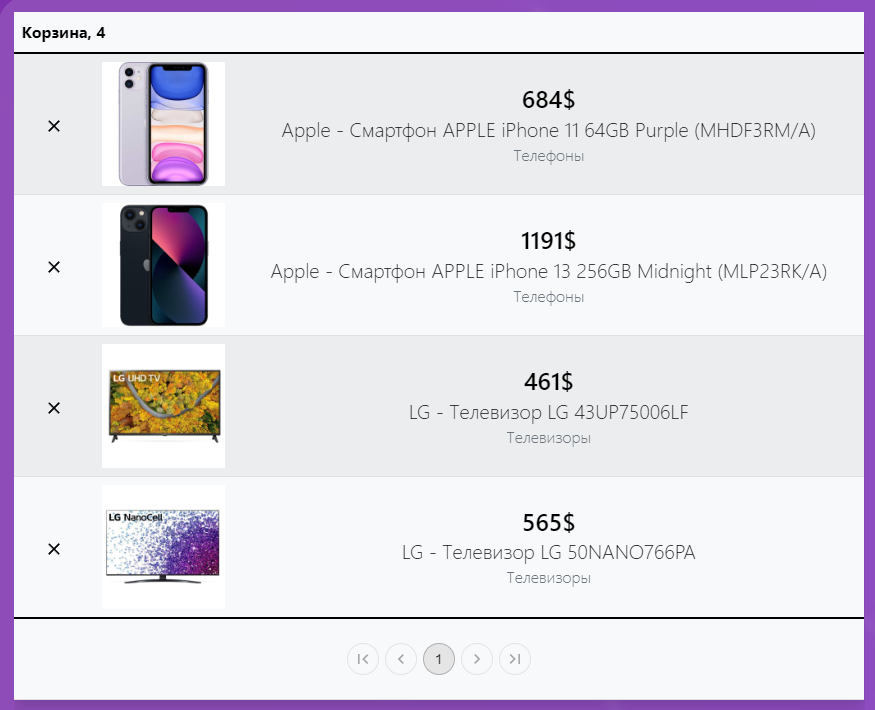 Корзина, 4
684$
Apple - Смартфон APPLE iPhone 11 64GB Purple (MHDF3RM/A)
Телефоны
1191$
Apple - Смартфон APPLE iPhone 13 256GB Midnight (MLP23RK/A)
Телефоны
LG UHD TV
461$
LG - Телевизор LG 43UP75006LF
Телевизоры
LG NanoCell
565$
LG - Телевизор LG 50NANO766PA
Телевизоры
1